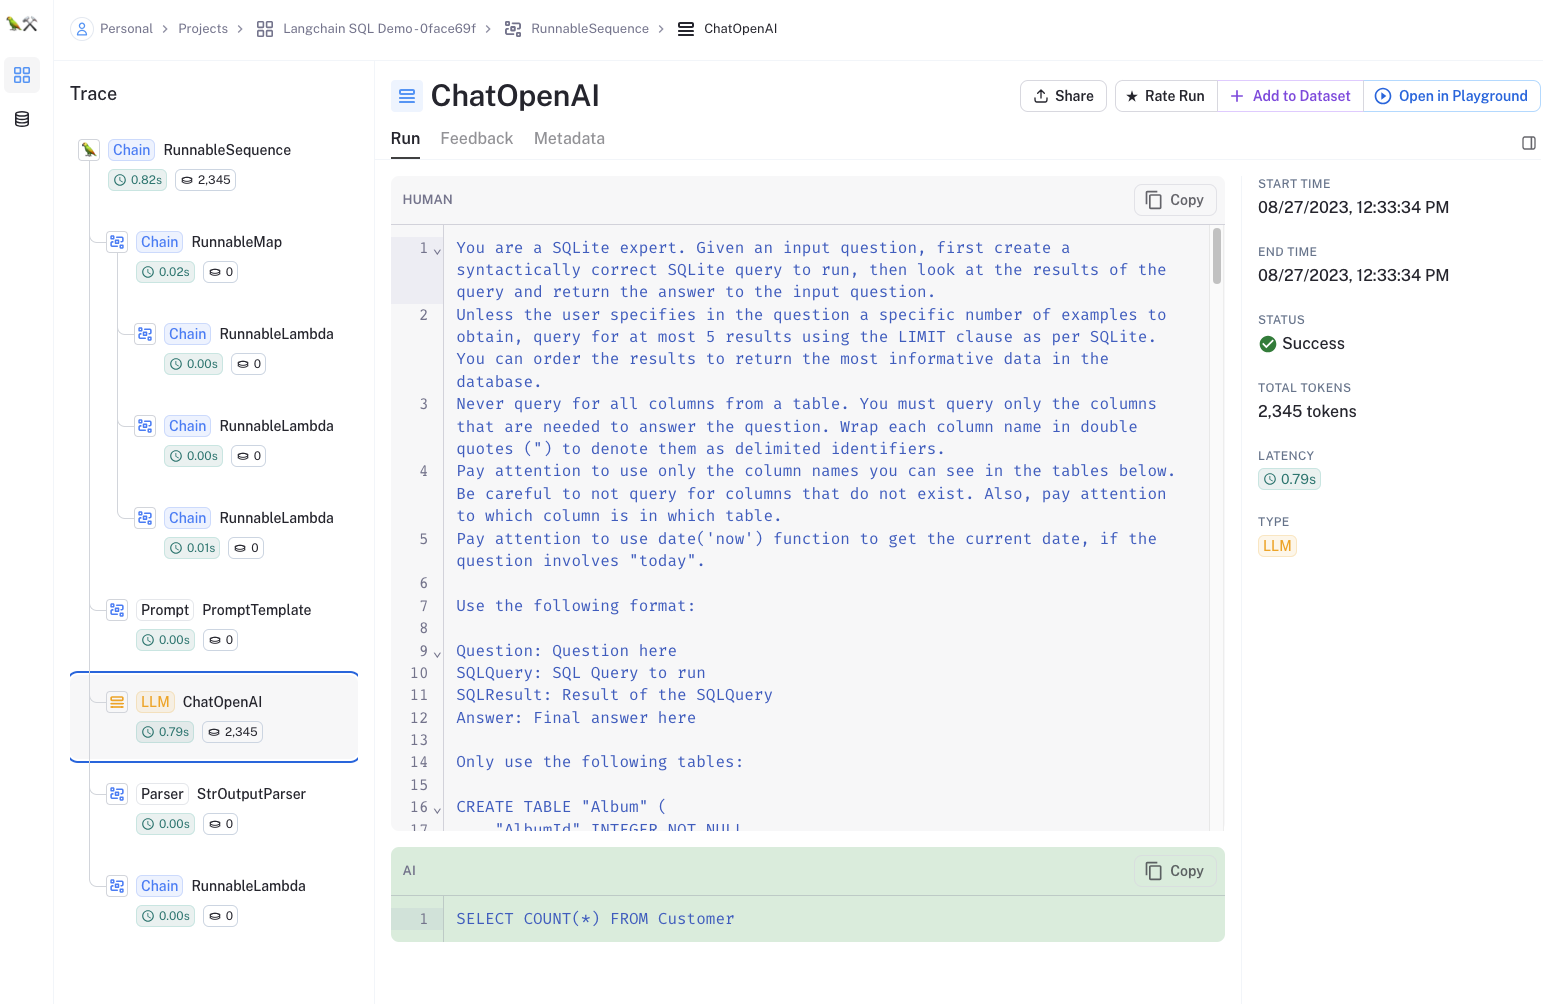 Personal > Projects > Langchain SQL Demo - 0face69f > RunnableSequence > ChatOpenAI
Trace
Chain RunnableSequence
0.82s 2,345
Chain RunnableMap
0.02s 0
Chain RunnableLambda
0.00s 0
Chain RunnableLambda
0.00s 0
Chain RunnableLambda
0.01s 0
Prompt PromptTemplate
0.00s 0
LLM ChatOpenAI
0.79s 2,345
Parser StrOutputParser
0.00s 0
Chain RunnableLambda
0.00s 0
ChatOpenAI
Share
Rate Run
Add to Dataset
Open in Playground
Run Feedback Metadata
HUMAN
Copy
1 You are a SQLite expert. Given an input question, first create a
syntactically correct SQLite query to run, then look at the results of the
query and return the answer to the input question.
2 Unless the user specifies in the question a specific number of examples to
obtain, query for at most 5 results using the LIMIT clause as per SQLite.
You can order the results to return the most informative data in the
database.
3 Never query for all columns from a table. You must query only the columns
that are needed to answer the question. Wrap each column name in double
quotes (") to denote them as delimited identifiers.
4 Pay attention to use only the column names you can see in the tables below.
Be careful to not query for columns that do not exist. Also, pay attention
to which column is in which table.
5 Pay attention to use date('now') function to get the current date, if the
question involves "today".
6
7 Use the following format:
8
9 Question: Question here
10 SQLQuery: SQL Query to run
11 SQLResult: Result of the SQLQuery
12 Answer: Final answer here
13
14 Only use the following tables:
15
16 CREATE TABLE "Album" (
17 "AlbumId" INTEGER NOT NULL
AI
Copy
1 SELECT COUNT(*) FROM Customer
START TIME
08/27/2023, 12:33:34 PM
END TIME
08/27/2023, 12:33:34 PM
STATUS
Success
TOTAL TOKENS
2,345 tokens
LATENCY
0.79s
TYPE
LLM